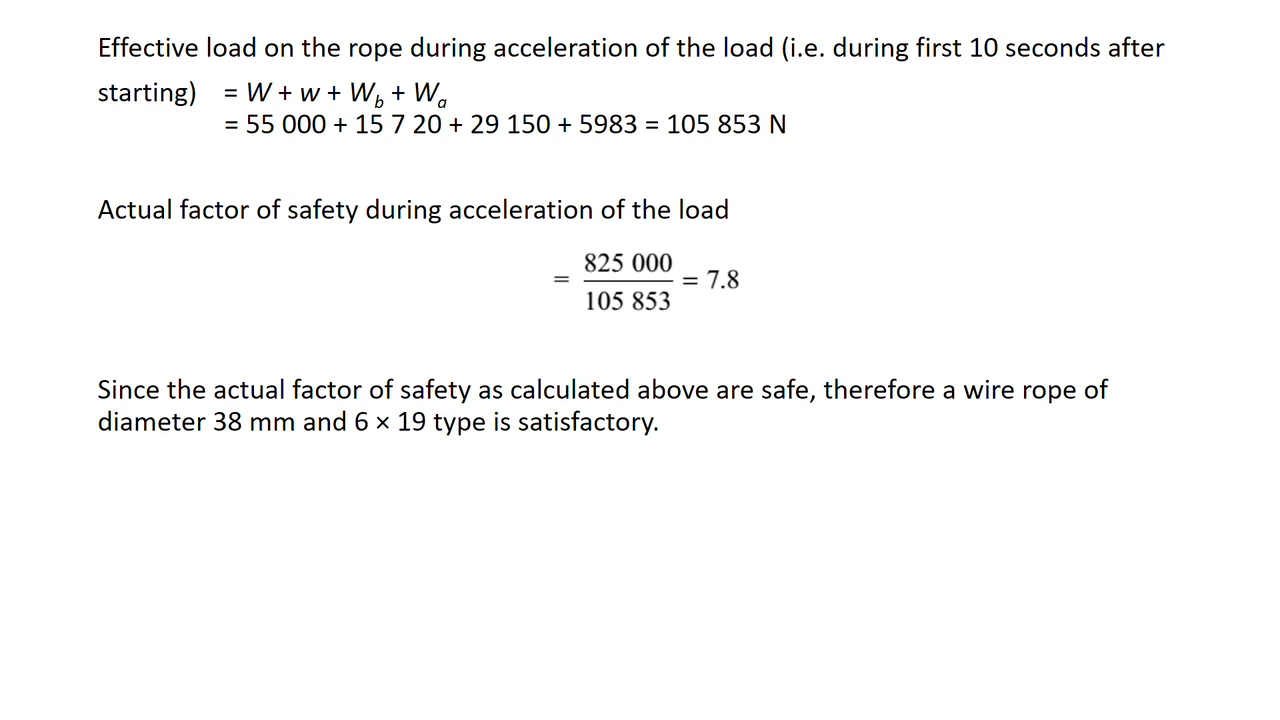 Effective load on the rope during acceleration of the load (i.e. during first 10 seconds after
starting) = W + w + W_b + W_a
= 55 000 + 15 7 20 + 29 150 + 5983 = 105 853 N
Actual factor of safety during acceleration of the load
= 825 000 / 105 853 = 7.8
Since the actual factor of safety as calculated above are safe, therefore a wire rope of
diameter 38 mm and 6 × 19 type is satisfactory.